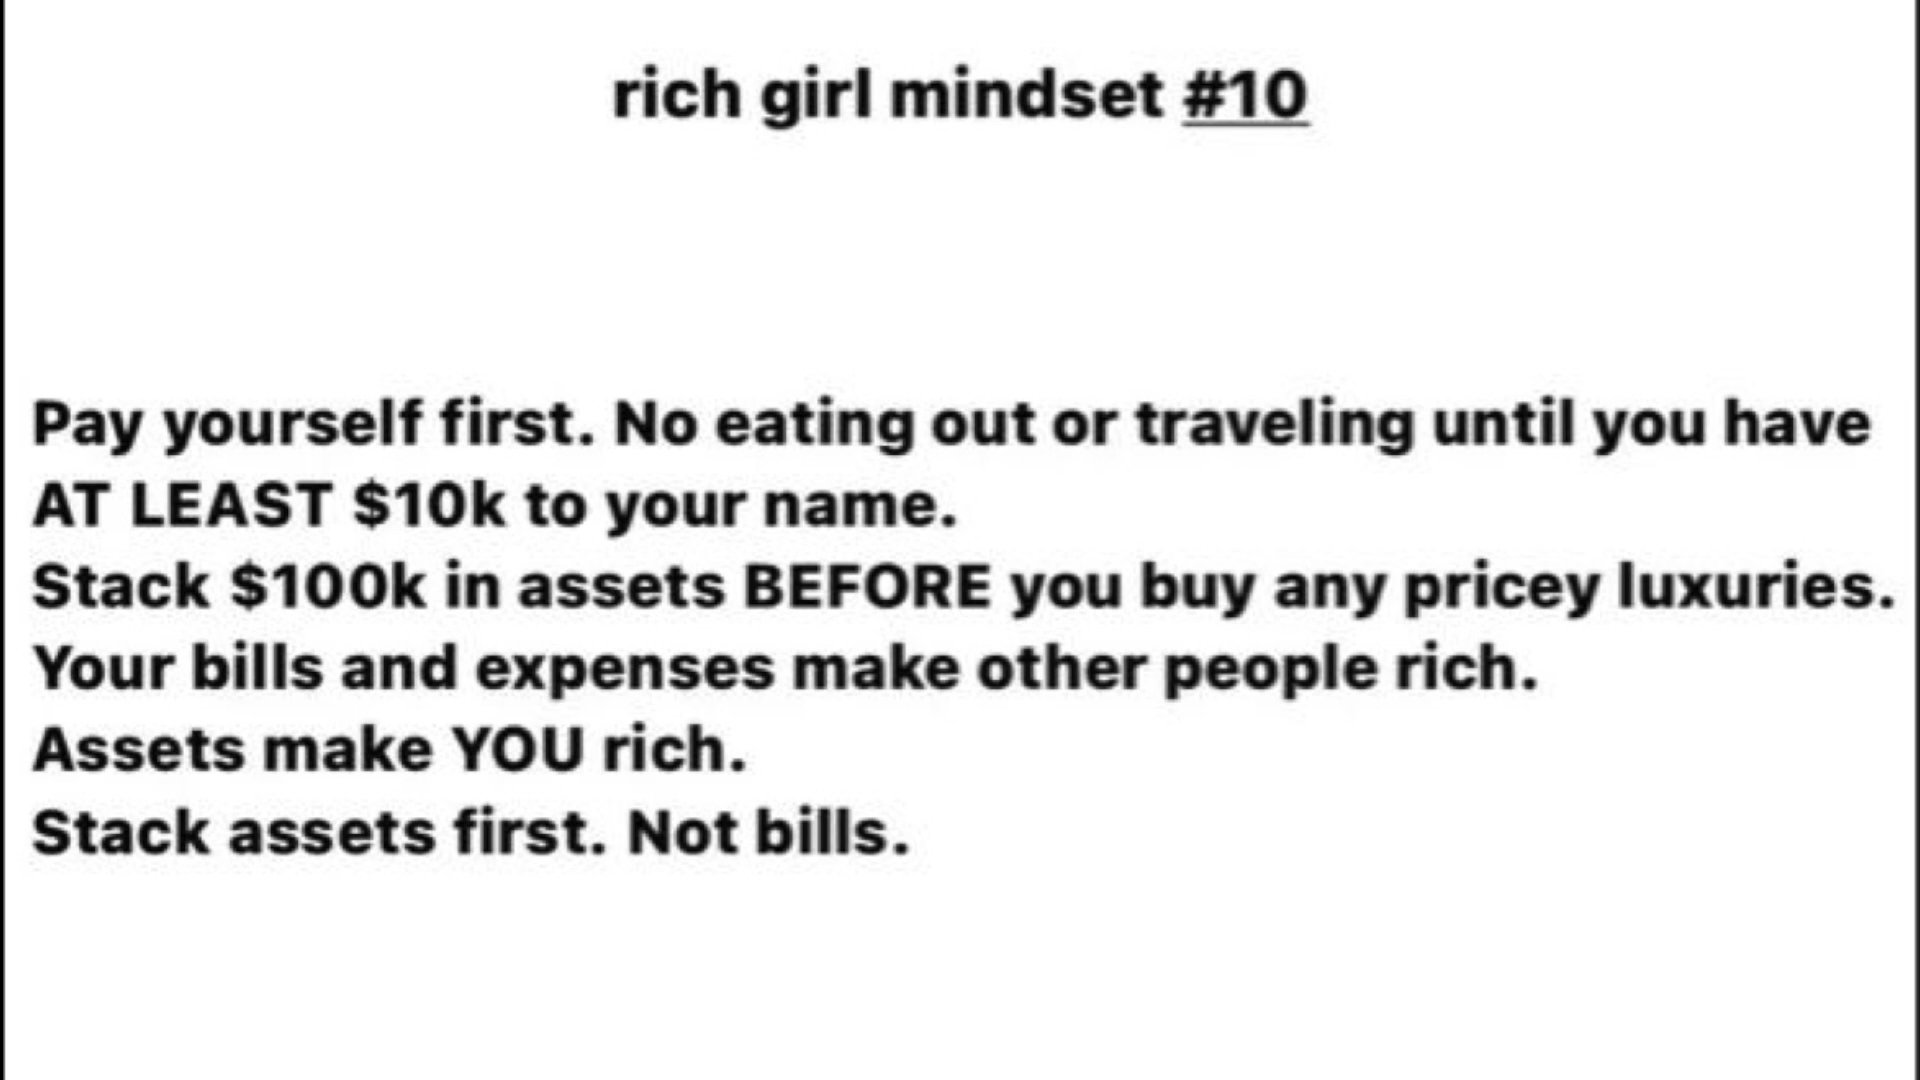 rich girl mindset #10
Pay yourself first. No eating out or traveling until you have
AT LEAST $10k to your name.
Stack $100k in assets BEFORE you buy any pricey luxuries.
Your bills and expenses make other people rich.
Assets make YOU rich.
Stack assets first. Not bills.